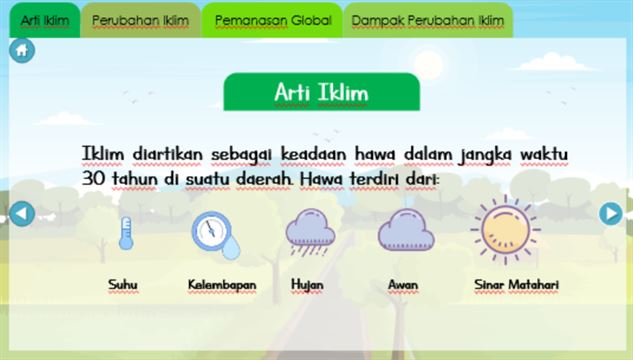 Arti Iklim
Perubahan Iklim
Pemanasan Global
Dampak Perubahan Iklim
Arti Iklim
Iklim diartikan sebagai keadaan hawa dalam jangka waktu
30 tahun di suatu daerah. Hawa terdiri dari:
Suhu
Kelembapan
Hujan
Awan
Sinar Matahari